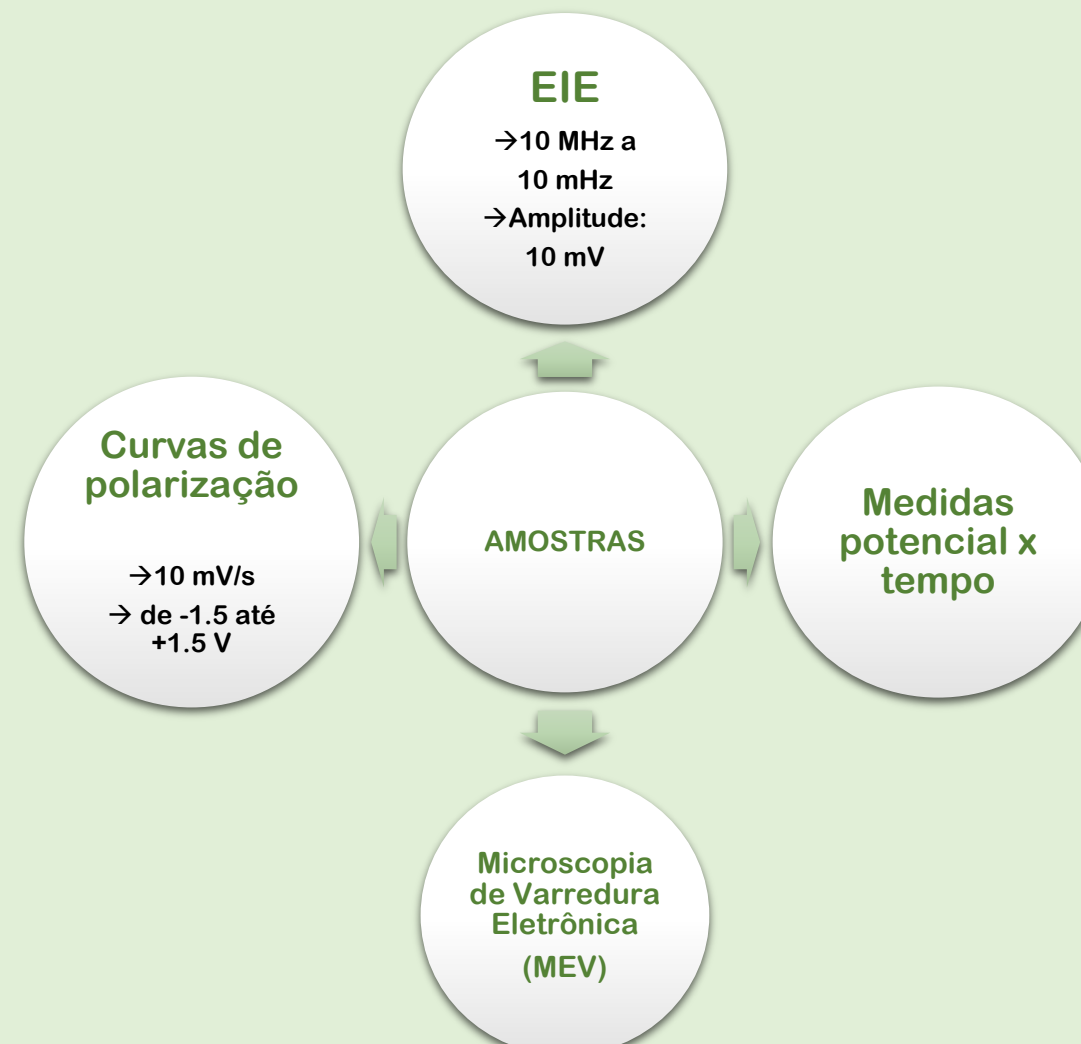 EIE
→10 MHz a
10 mHz
→Amplitude:
10 mV
Curvas de
polarização
→10 mV/s
→ de -1.5 até
+1.5 V
AMOSTRAS
Medidas
potencial x
tempo
Microscopia
de Varredura
Eletrônica
(MEV)